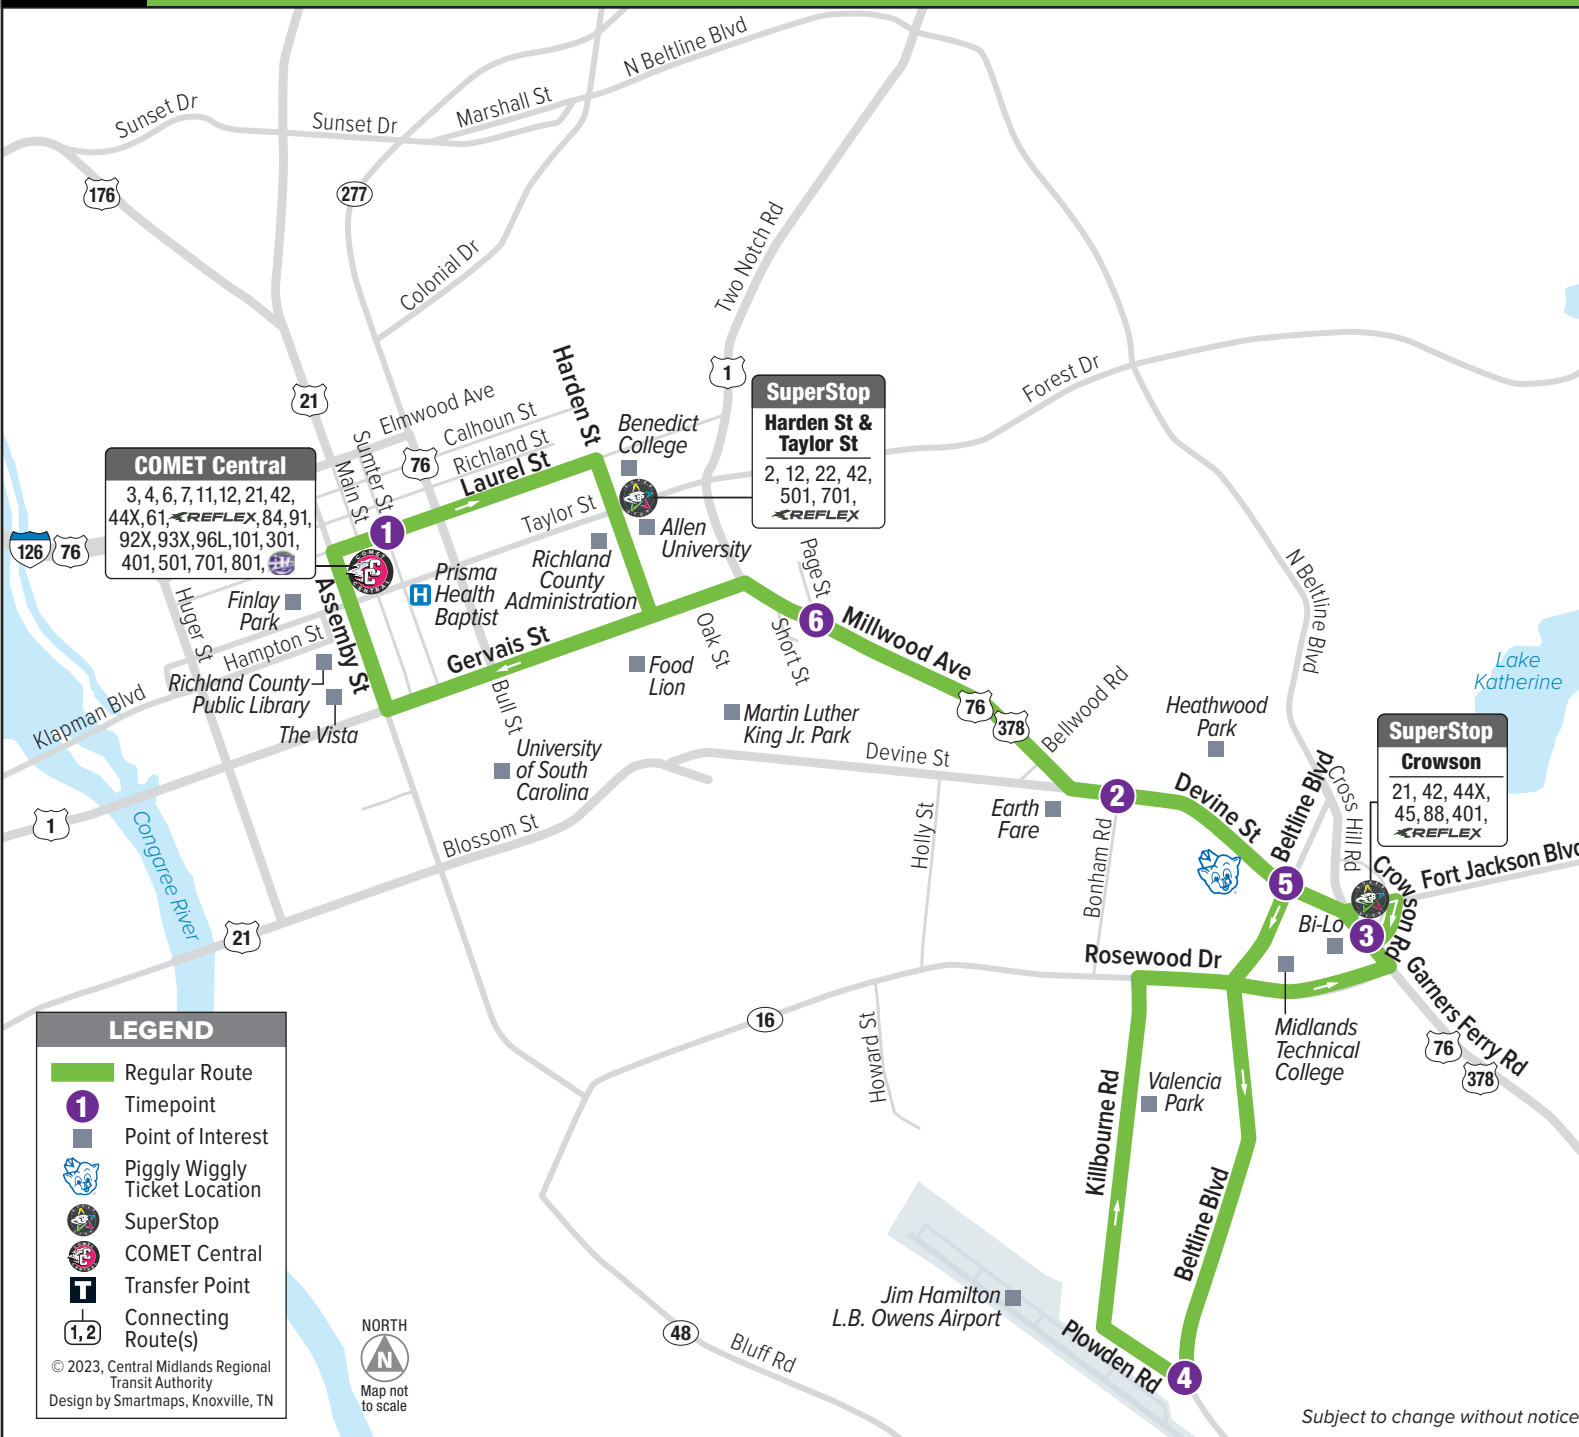 N Beltline Blvd
Sunset Dr
Sunset Dr
Marshall St
176
277
Colonial Dr
Two Notch Rd
Harden St
1
Forest Dr
21
Elmwood Ave
Calhoun St
Richland St
Laurel St
Sumter St
Main St
76
Benedict
College
SuperStop
Harden St &
Taylor St
2, 12, 22, 42,
501, 701,
REFLEX
COMET Central
3, 4, 6, 7, 11, 12, 21, 42,
44X, 61, REFLEX, 84, 91,
92X, 93X, 96L, 101, 301,
401, 501, 701, 801,
126
76
1
COMET
CENTRAL
Taylor St
Allen
University
Richland
County
Administration
H
Prisma
Health
Baptist
Finlay
Park
Huger St
Hampton St
Assemby St
Richland County
Public Library
The Vista
Klapman Blvd
Gervais St
Bull St
Food
Lion
Oak St
Short St
Page St
6
Millwood Ave
Martin Luther
King Jr. Park
University
of South
Carolina
76
378
Bellwood Rd
Heathwood
Park
N Beltline Blvd
Lake
Katherine
Devine St
Earth
Fare
2
Devine St
Beltline Blvd
Cross Hill Rd
SuperStop
Crowson
21, 42, 44X,
45, 88, 401,
REFLEX
1
Congaree River
Blossom St
Holly St
Bonham Rd
5
Crowson Rd
Fort Jackson Blvd
Bi-Lo
3
21
Rosewood Dr
Garners Ferry Rd
76
378
16
Howard St
Midlands
Technical
College
Killbourne Rd
Valencia
Park
Beltline Blvd
Jim Hamilton
L.B. Owens Airport
Plowden Rd
4
48
Bluff Rd
LEGEND
Regular Route
1
Timepoint
Point of Interest
Piggly Wiggly
Ticket Location
SuperStop
COMET Central
T
Transfer Point
1, 2
Connecting
Route(s)
© 2023, Central Midlands Regional
Transit Authority
Design by Smartmaps, Knoxville, TN
NORTH
N
Map not
to scale
Subject to change without notice